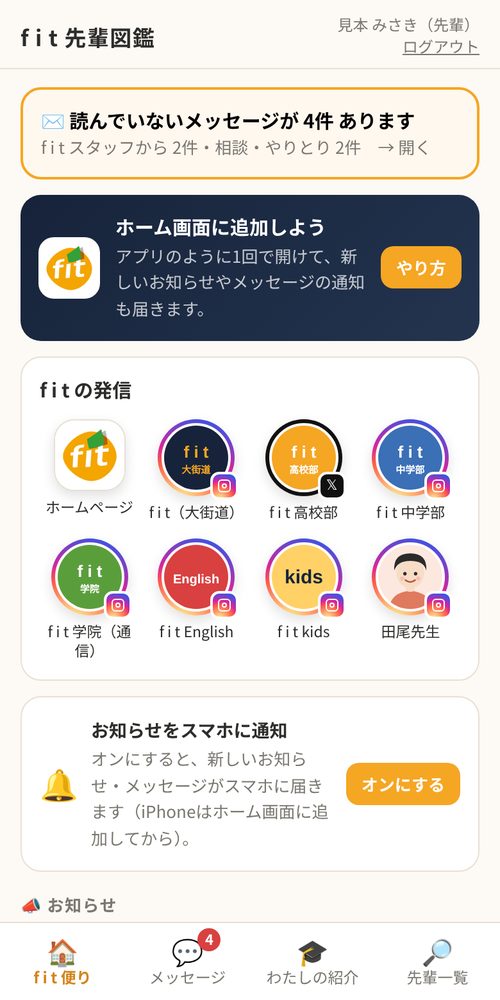 fit 先輩図鑑
見本 みさき（先輩）
ログアウト
✉️ 読んでいないメッセージが 4件 あります
fitスタッフから 2件・相談・やりとり 2件 → 開く
fit
ホーム画面に追加しよう
アプリのように1回で開けて、新
しいお知らせやメッセージの通知
も届きます。
やり方
fitの発信
fit
fit
大街道
fit
高校部
𝕏
fit
中学部
ホームページ
fit（大街道）
fit高校部
fit中学部
fit
学院
English
kids
fit学院（通
信）
fitEnglish
fitkids
田尾先生
お知らせをスマホに通知
オンにすると、新しいお知ら
せ・メッセージがスマホに届き
ます（iPhoneはホーム画面に追
加してから）。
オンにする
📣 お知らせ
4
fit便り
メッセージ
わたしの紹介
先輩一覧